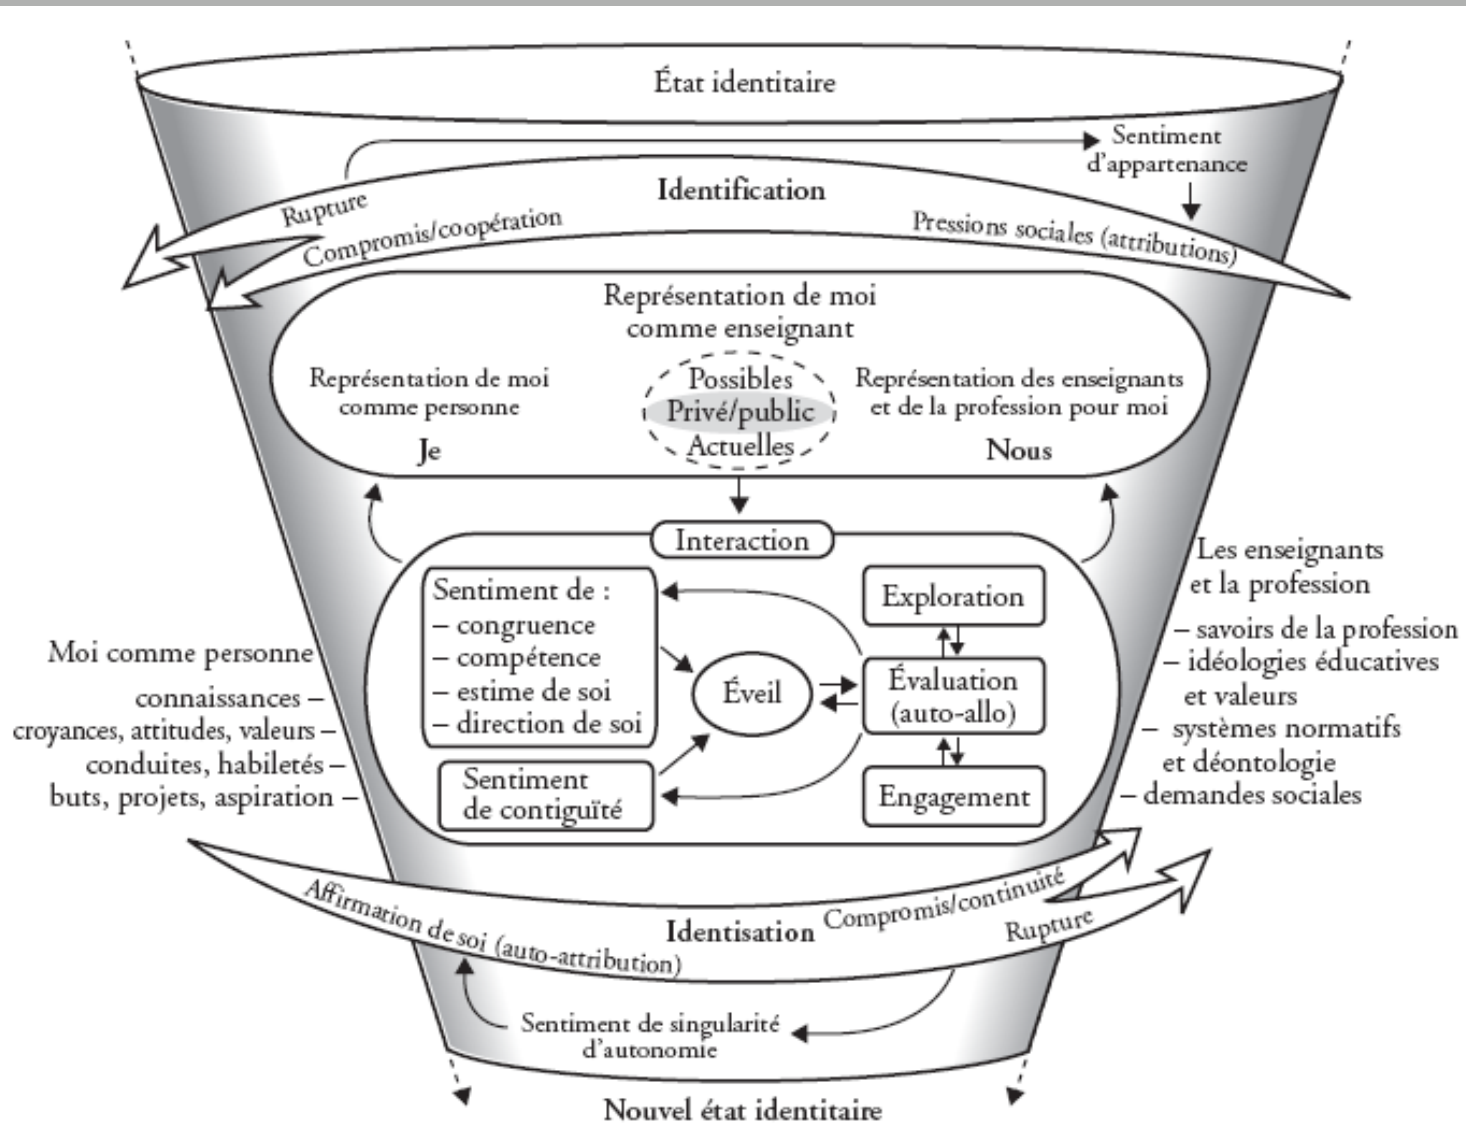 État identitaire
Sentiment
d'appartenance
Identification
Rupture
Compromis/coopération
Pressions sociales (attributions)
Représentation de moi
comme enseignant
Représentation de moi
comme personne
Je
Possibles
Privé/public
Actuelles
Représentation des enseignants
et de la profession pour moi
Nous
Interaction
Sentiment de :
– congruence
– compétence
– estime de soi
– direction de soi
Sentiment
de contiguïté
Éveil
Exploration
Évaluation
(auto-allo)
Engagement
Moi comme personne
connaissances –
croyances, attitudes, valeurs –
conduites, habiletés –
buts, projets, aspiration –
Les enseignants
et la profession
– savoirs de la profession
– idéologies éducatives
et valeurs
– systèmes normatifs
et déontologie
– demandes sociales
Affirmation de soi (auto-attribution)
Identisation
Compromis/continuité
Rupture
Sentiment de singularité
d'autonomie
Nouvel état identitaire